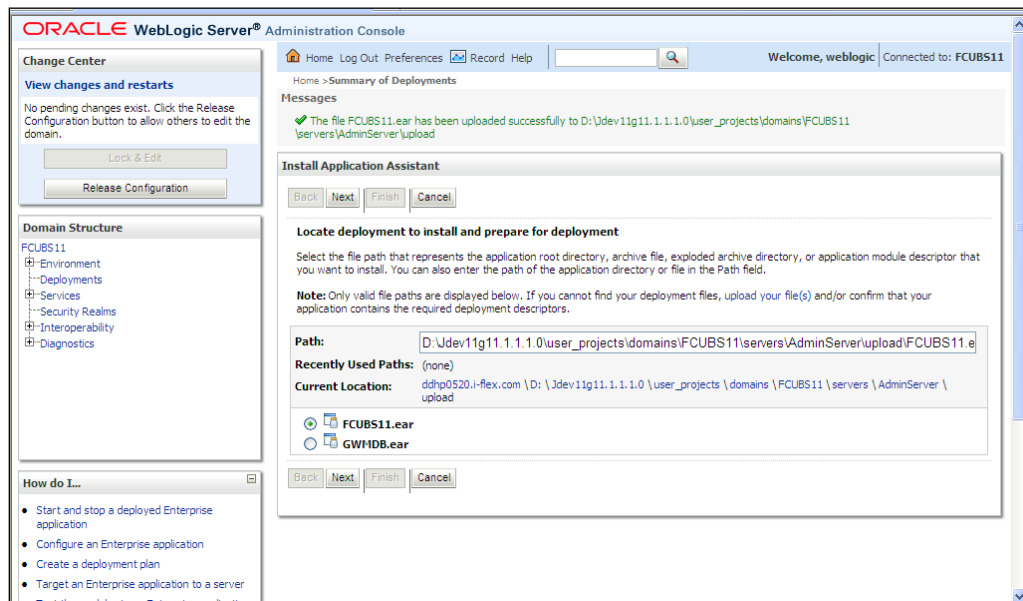 ORACLE WebLogic Server® Administration Console
Change Center
View changes and restarts
No pending changes exist. Click the Release
Configuration button to allow others to edit the
domain.
Lock & Edit
Release Configuration
Domain Structure
FCUBS11
Environment
Deployments
Services
Security Realms
Interoperability
Diagnostics
How do I...
Start and stop a deployed Enterprise
application
Configure an Enterprise application
Create a deployment plan
Target an Enterprise application to a server
Home Log Out Preferences Record Help
Welcome, weblogic Connected to: FCUBS11
Home >Summary of Deployments
Messages
The file FCUBS11.ear has been uploaded successfully to D:\Jdev11g11.1.1.1.0\user_projects\domains\FCUBS11
\servers\AdminServer\upload
Install Application Assistant
Back Next Finish Cancel
Locate deployment to install and prepare for deployment
Select the file path that represents the application root directory, archive file, exploded archive directory, or application module descriptor that
you want to install. You can also enter the path of the application directory or file in the Path field.
Note: Only valid file paths are displayed below. If you cannot find your deployment files, upload your file(s) and/or confirm that your
application contains the required deployment descriptors.
Path: D:\Jdev11g11.1.1.1.0\user_projects\domains\FCUBS11\servers\AdminServer\upload\FCUBS11.e
Recently Used Paths: (none)
Current Location: ddhp0520.i-flex.com \D: \Jdev11g11.1.1.1.0 \user_projects \domains \FCUBS11 \servers \AdminServer \
upload
FCUBS11.ear
GWMDB.ear
Back Next Finish Cancel